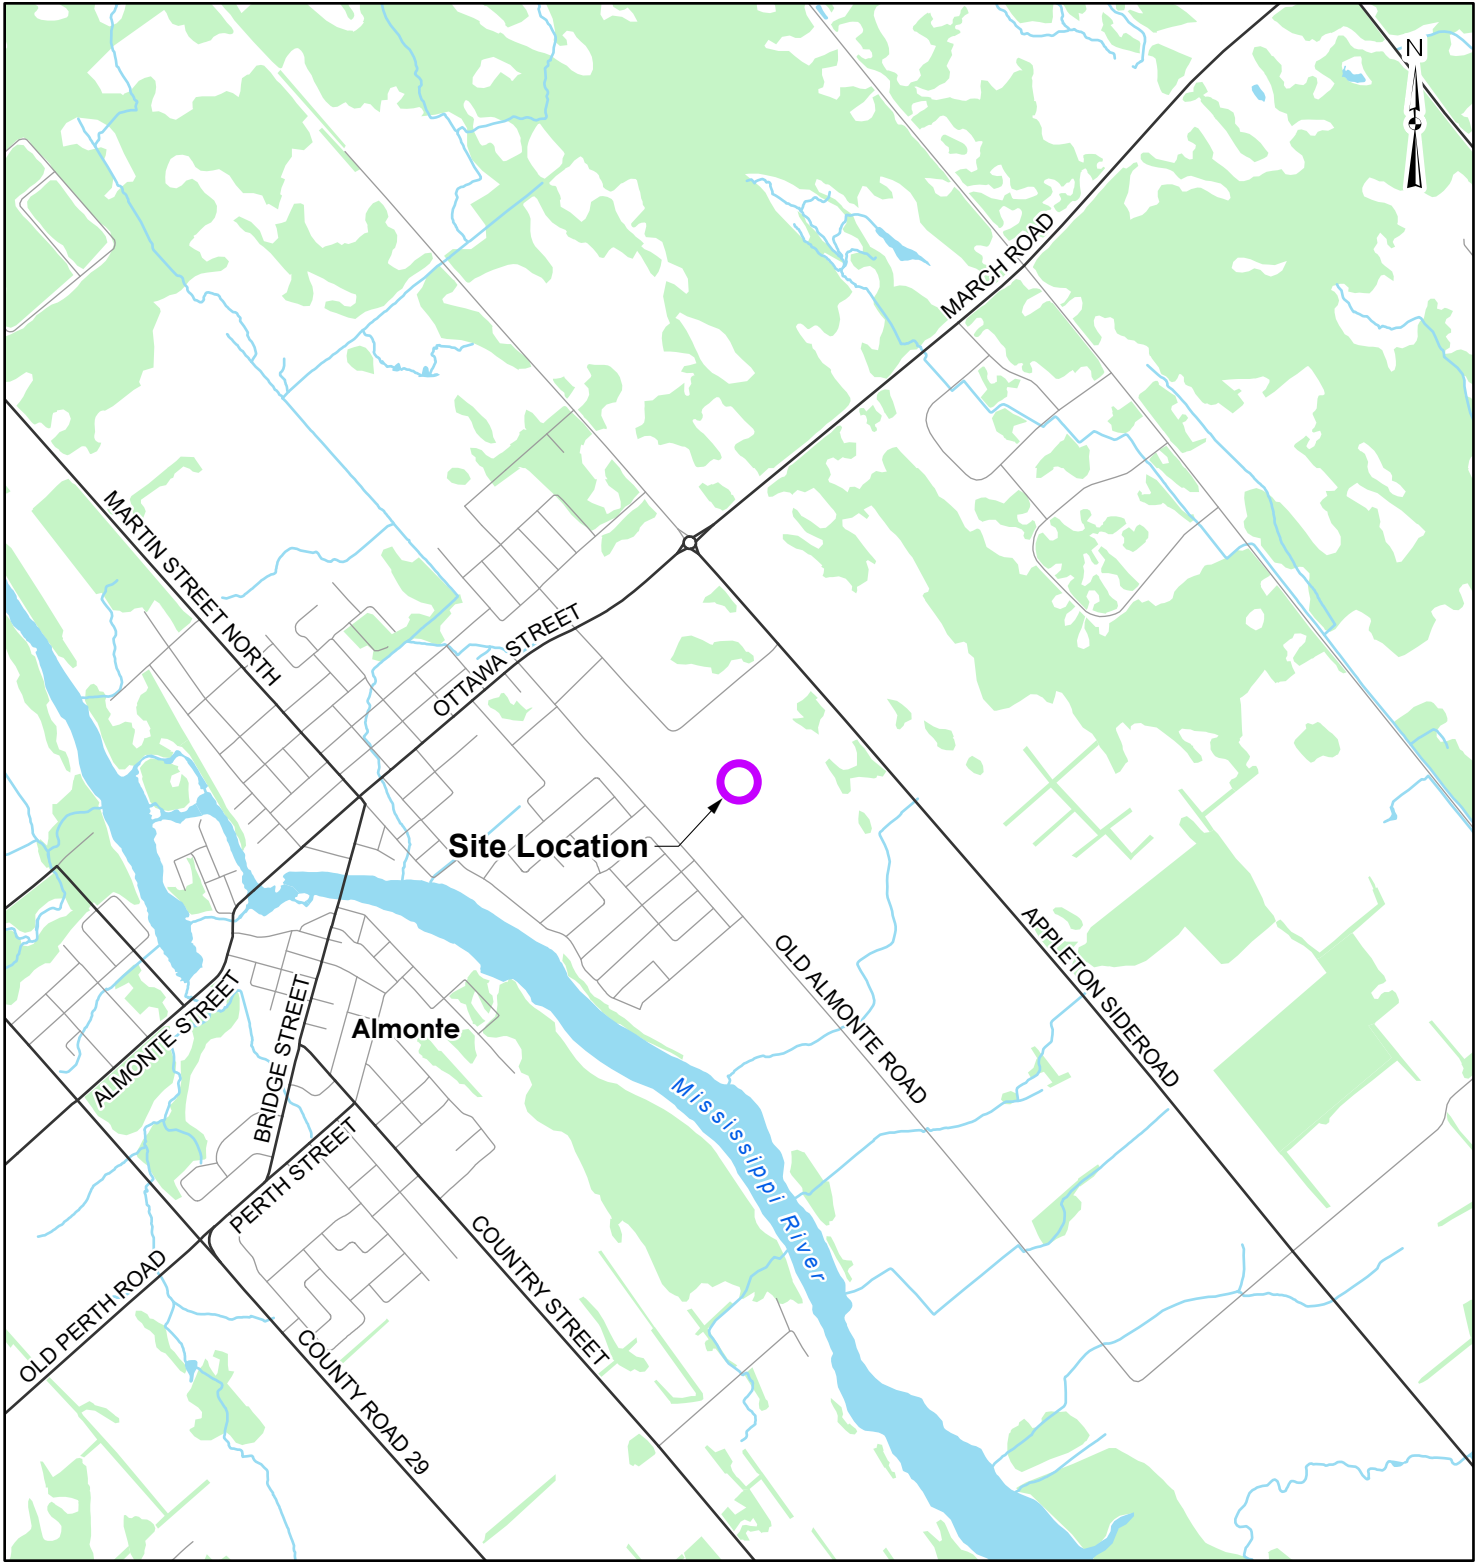 N
MARCH ROAD
MARTIN STREET NORTH
OTTAWA STREET
Site Location
OLD ALMONTE ROAD
APPLETON SIDEROAD
ALMONTE STREET
BRIDGE STREET
Almonte
Mississippi River
PERTH STREET
COUNTRY STREET
OLD PERTH ROAD
COUNTY ROAD 29